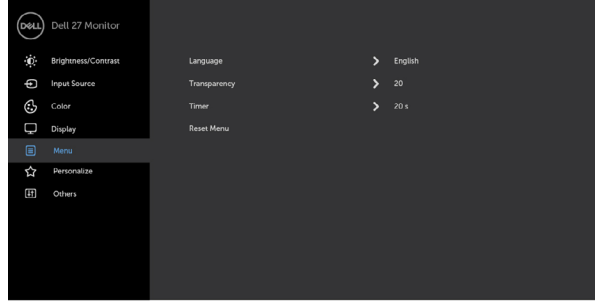 DELL Dell 27 Monitor
Brightness/Contrast
Input Source
Color
Display
Menu
Personalize
Others
Language > English
Transparency > 20
Timer > 20 s
Reset Menu